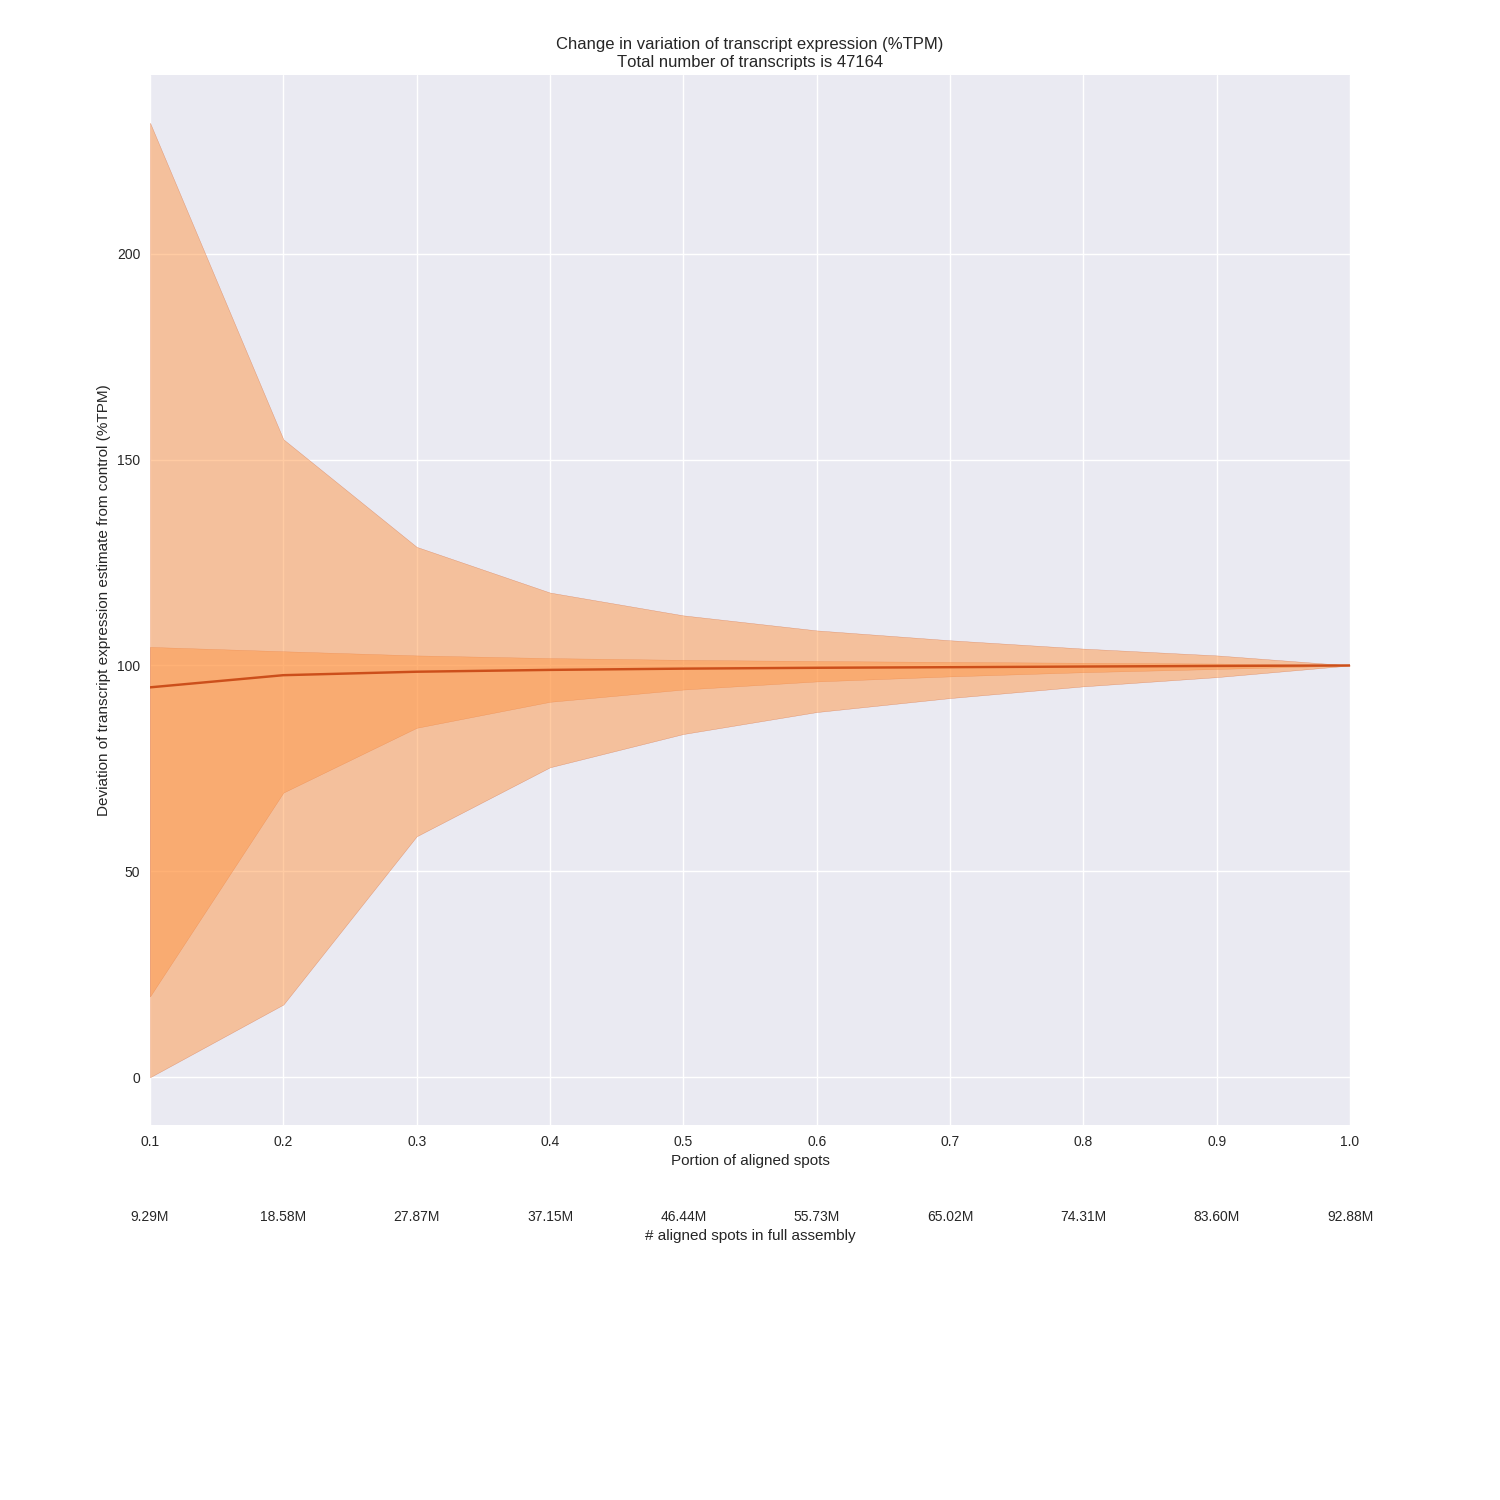 Change in variation of transcript expression (%TPM)
Total number of transcripts is 47164
Deviation of transcript expression estimate from control (%TPM)
200
150
100
50
0
0.1 0.2 0.3 0.4 0.5 0.6 0.7 0.8 0.9 1.0
Portion of aligned spots
9.29M 18.58M 27.87M 37.15M 46.44M 55.73M 65.02M 74.31M 83.60M 92.88M
# aligned spots in full assembly